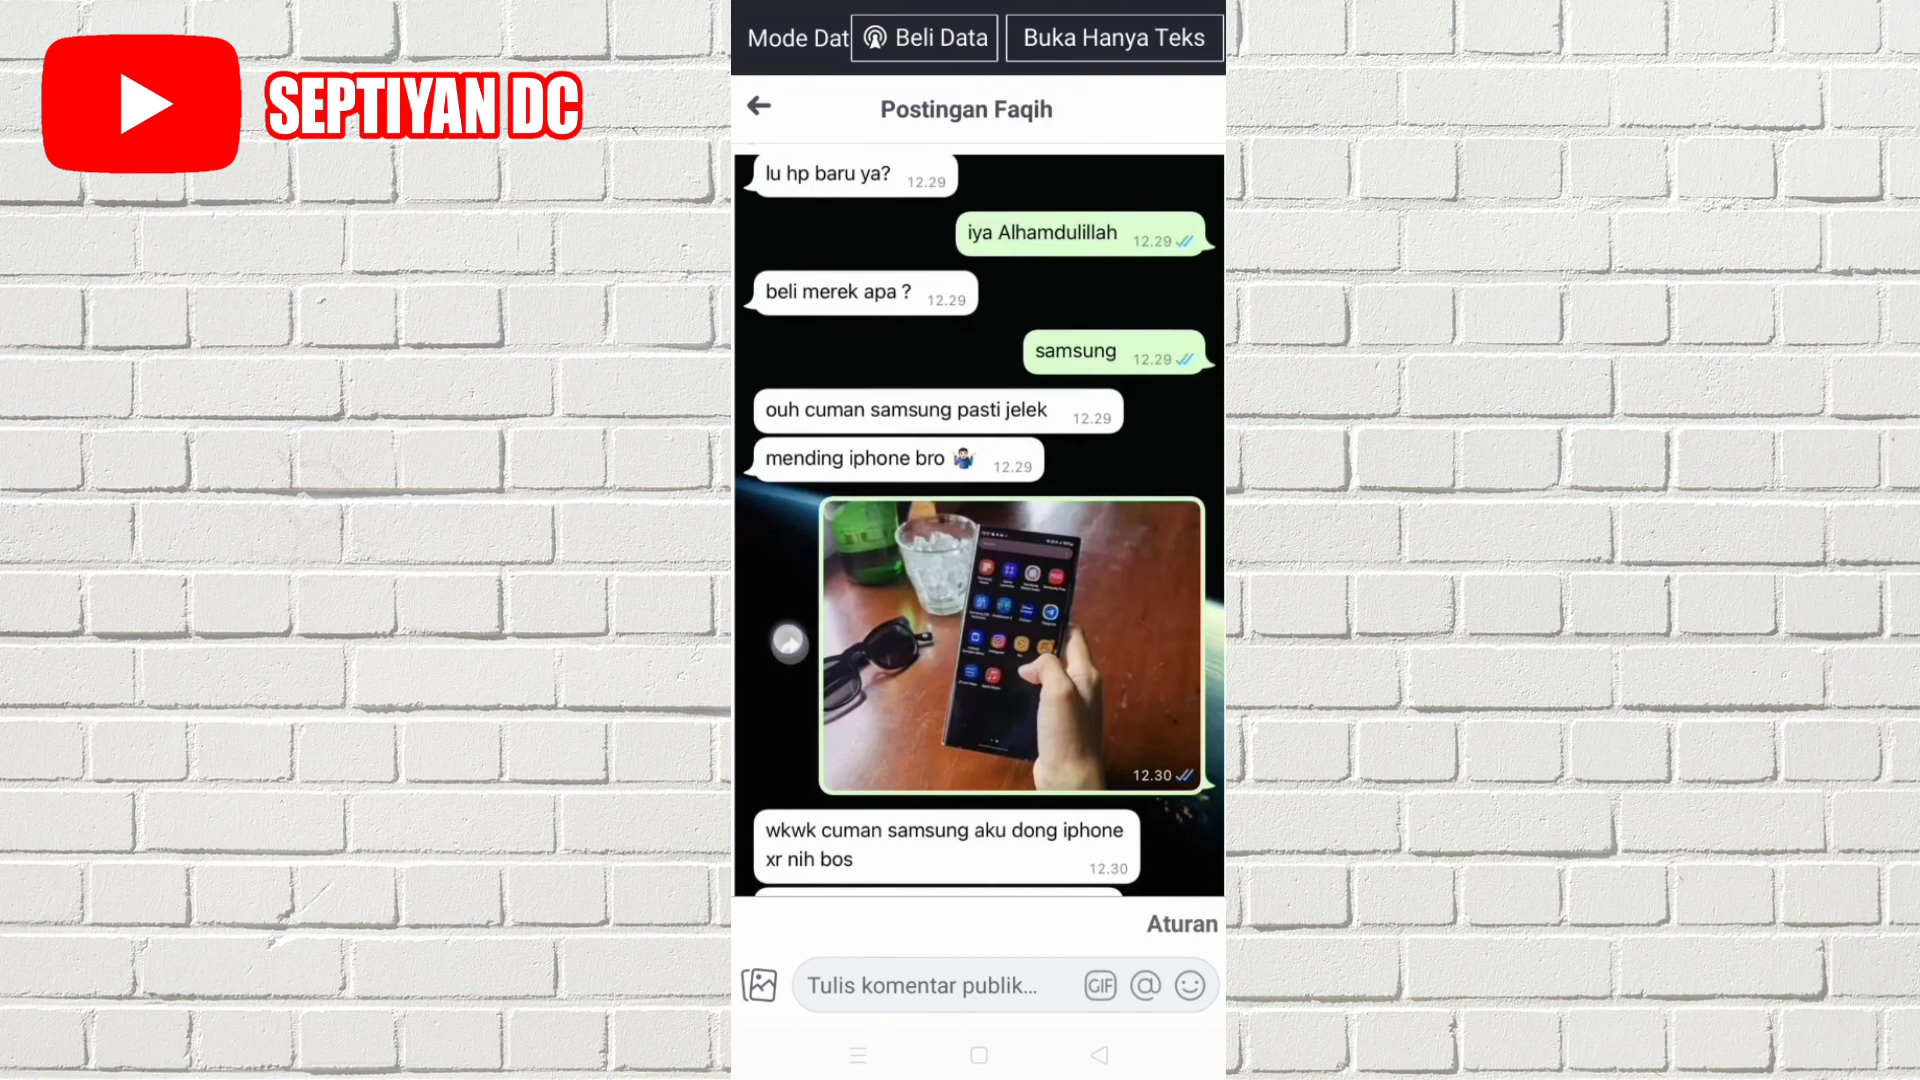 SEPTIYAN DC
Mode Dat
Beli Data
Buka Hanya Teks
Postingan Faqih
lu hp baru ya? 12.29
iya Alhamdulillah 12.29
beli merek apa ? 12.29
samsung 12.29
ouh cuman samsung pasti jelek 12.29
mending iphone bro 🤷🏻‍♂️ 12.29
12.30
wkwk cuman samsung aku dong iphone
xr nih bos 12.30
Aturan
Tulis komentar publik...
GIF
@